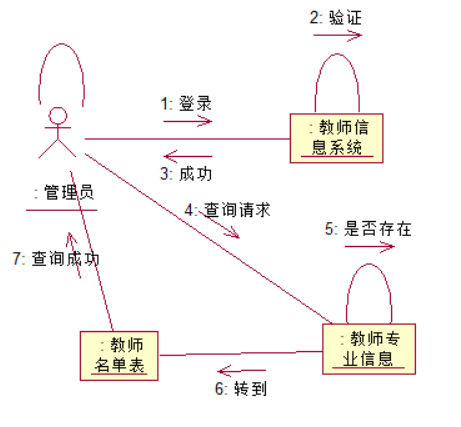 2: 验证
1: 登录
: 教师信
息系统
3: 成功
: 管理员
4: 查询请求
5: 是否存在
7: 查询成功
: 教师
名单表
: 教师专
业信息
6: 转到